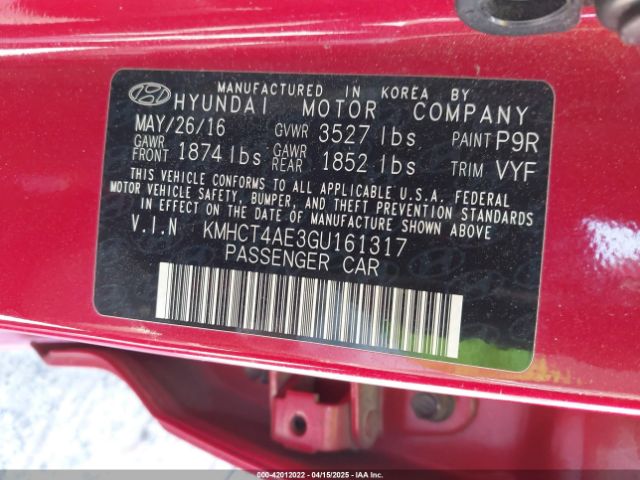 MANUFACTURED IN KOREA BY
HYUNDAI MOTOR COMPANY
MAY/26/16 GVWR 3527 lbs PAINT P9R
GAWR FRONT 1874 lbs GAWR REAR 1852 lbs TRIM VYF
THIS VEHICLE CONFORMS TO ALL APPLICABLE U.S.A. FEDERAL
MOTOR VEHICLE SAFETY, BUMPER, AND THEFT PREVENTION STANDARDS
IN EFFECT ON THE DATE OF MANUFACTURE SHOWN ABOVE.
V.I.N KMHCT4AE3GU161317
PASSENGER CAR
000-42012022 04/15/2025 IAAI.COM